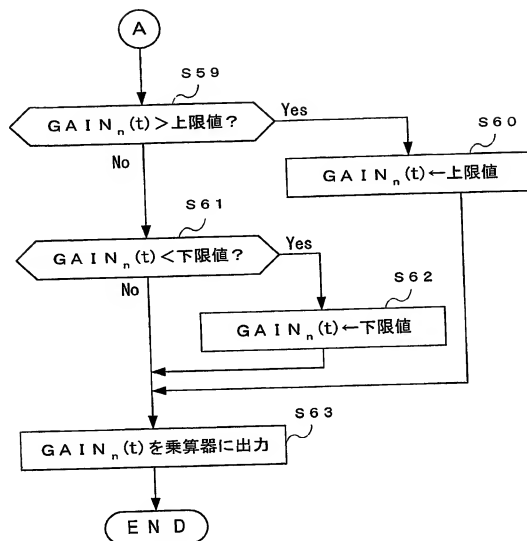 A
S59
GAINn(t)>上限値?
Yes
No
S60
GAINn(t)←上限値
S61
GAINn(t)<下限値?
Yes
No
S62
GAINn(t)←下限値
S63
GAINn(t)を乗算器に出力
END